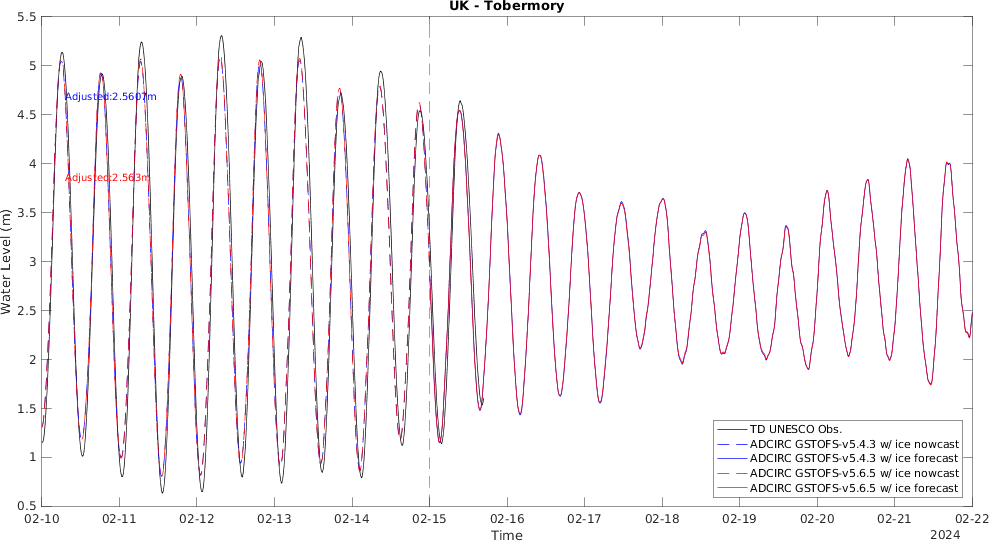 UK - Tobermory
Water Level (m)
5.5
5
4.5
4
3.5
3
2.5
2
1.5
1
0.5
Adjusted:2.5607m
Adjusted:2.563m
TD UNESCO Obs.
ADCIRC GSTOFS-v5.4.3 w/ ice nowcast
ADCIRC GSTOFS-v5.4.3 w/ ice forecast
ADCIRC GSTOFS-v5.6.5 w/ ice nowcast
ADCIRC GSTOFS-v5.6.5 w/ ice forecast
02-10 02-11 02-12 02-13 02-14 02-15 02-16 02-17 02-18 02-19 02-20 02-21 02-22
Time
2024